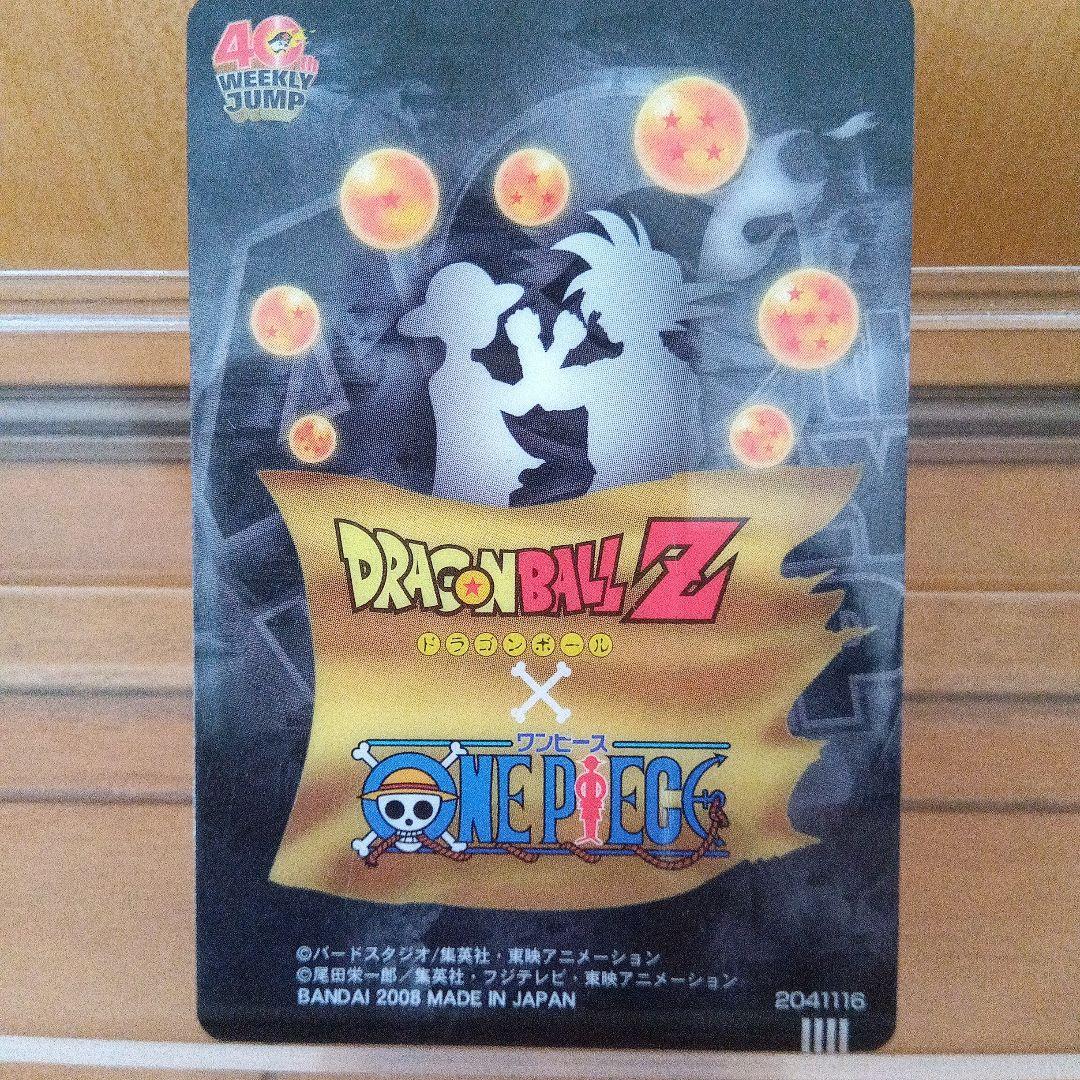 40th
WEEKLY
JUMP
DRAGONBALL Z
ドラゴンボール
×
ワンピース
ONE PIECE
©バードスタジオ/集英社・東映アニメーション
©尾田栄一郎/集英社・フジテレビ・東映アニメーション
BANDAI 2008 MADE IN JAPAN
2041116